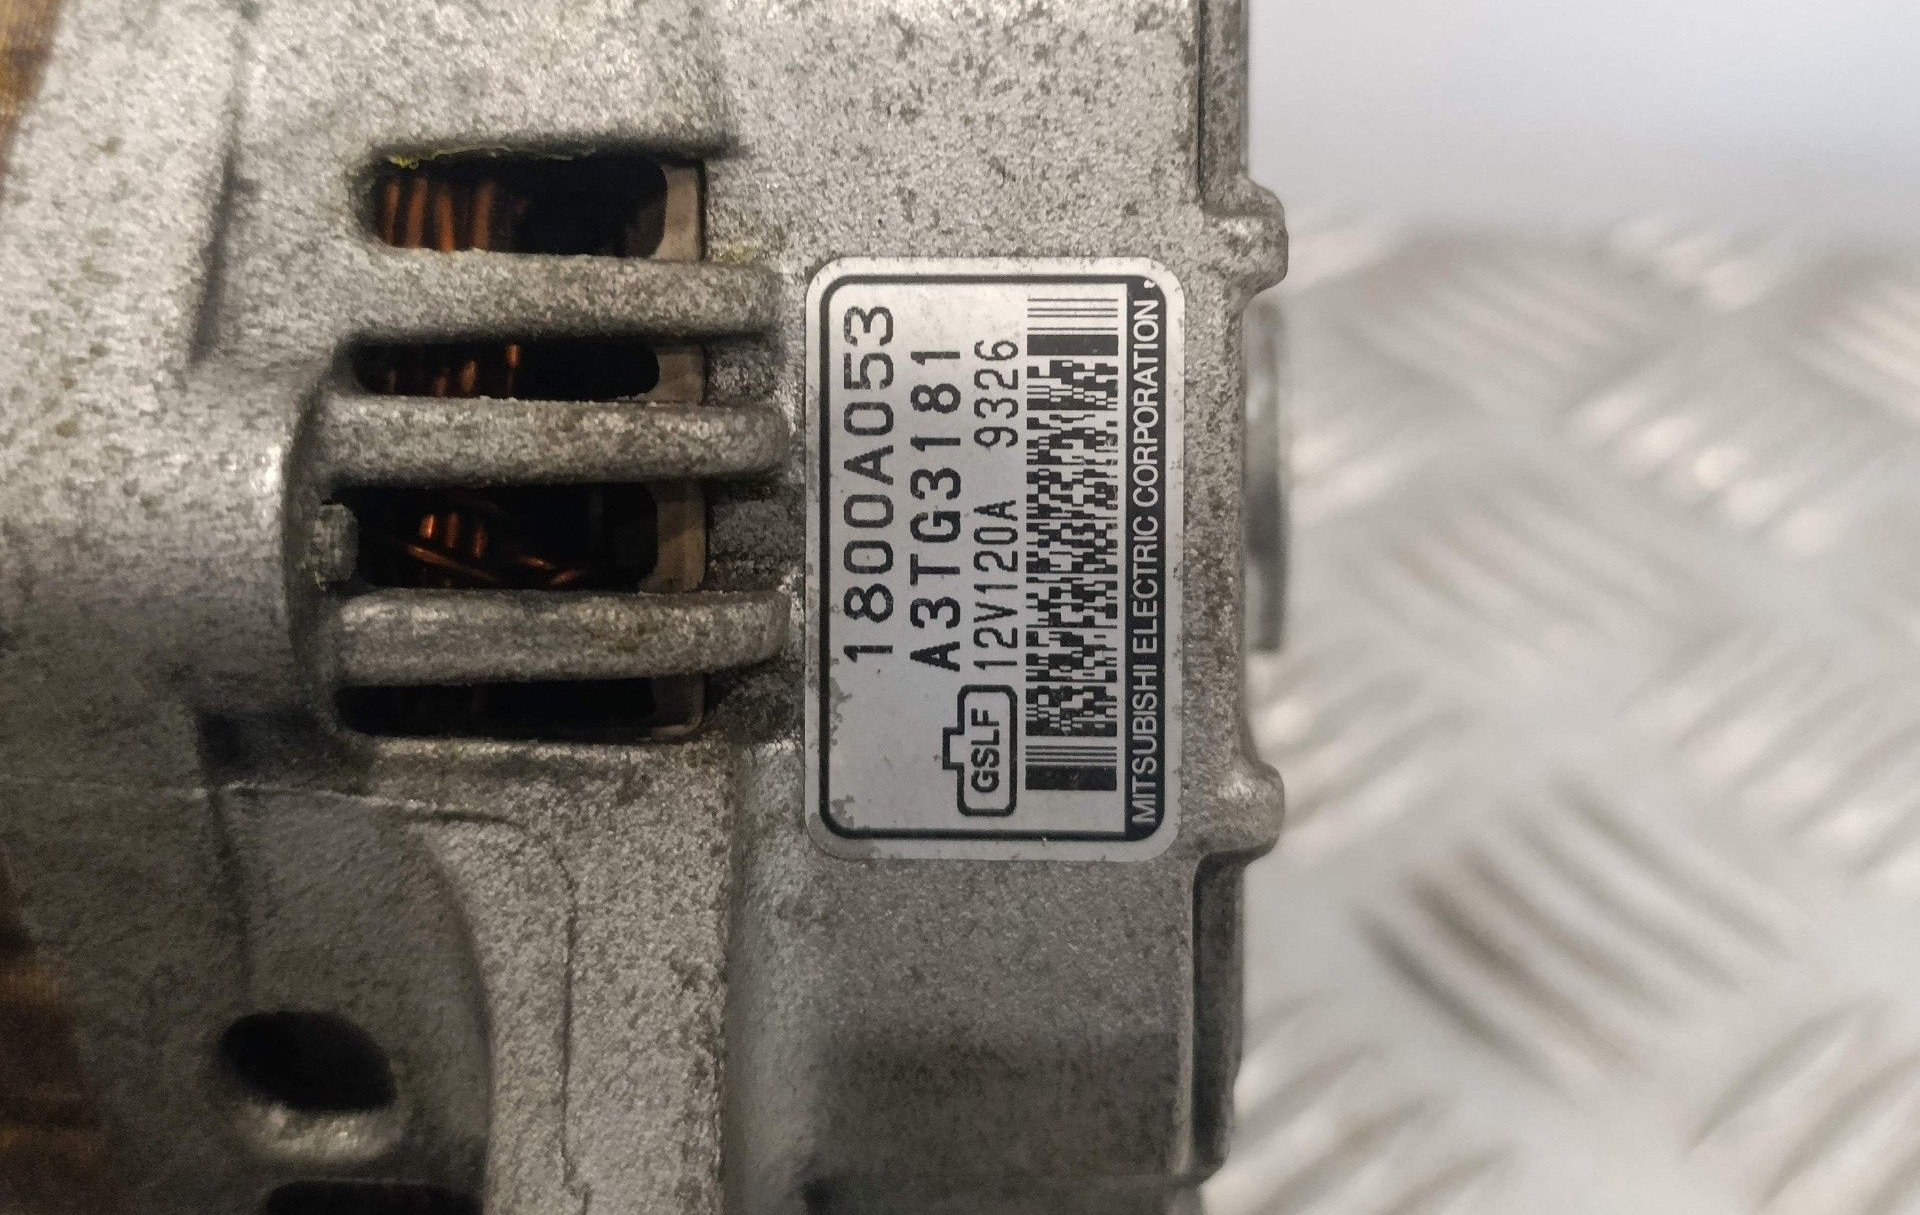 1800A053
A3TG3181
GSLF 12V120A 9326
MITSUBISHI ELECTRIC CORPORATION